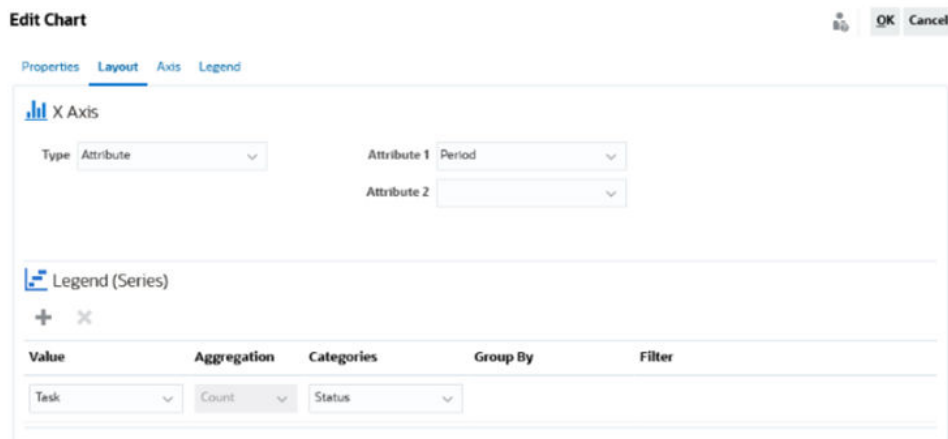 Edit Chart
OK Cancel
Properties Layout Axis Legend
X Axis
Type Attribute Attribute 1 Period
Attribute 2
Legend (Series)
Value Aggregation Categories Group By Filter
Task Count Status